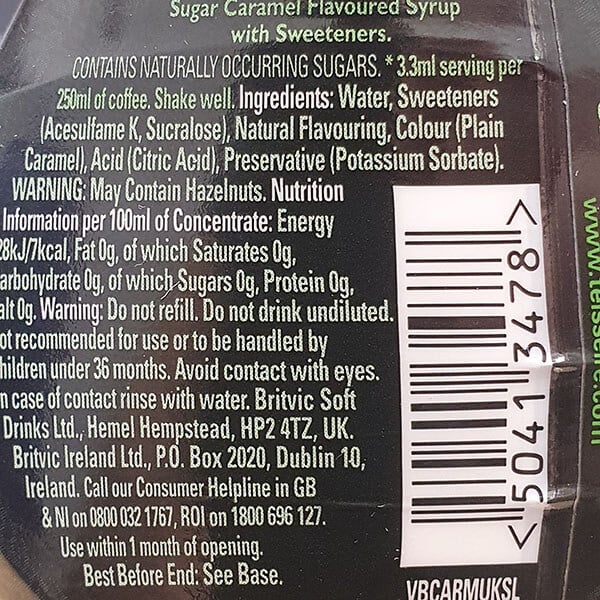 Sugar Caramel Flavoured Syrup
with Sweeteners.
CONTAINS NATURALLY OCCURRING SUGARS. * 3.3ml serving per
250ml of coffee. Shake well. Ingredients: Water, Sweeteners
(Acesulfame K, Sucralose), Natural Flavouring, Colour (Plain
Caramel), Acid (Citric Acid), Preservative (Potassium Sorbate).
WARNING: May Contain Hazelnuts. Nutrition
Information per 100ml of Concentrate: Energy
28kJ/7kcal, Fat 0g, of which Saturates 0g,
arbohydrate 0g, of which Sugars 0g, Protein 0g,
alt 0g. Warning: Do not refill. Do not drink undiluted.
ot recommended for use or to be handled by
hildren under 36 months. Avoid contact with eyes.
n case of contact rinse with water. Britvic Soft
Drinks Ltd., Hemel Hempstead, HP2 4TZ, UK.
Britvic Ireland Ltd., P.O. Box 2020, Dublin 10,
Ireland. Call our Consumer Helpline in GB
& NI on 0800 032 1767, ROI on 1800 696 127.
Use within 1 month of opening.
Best Before End: See Base.
<5041 3478>
VBCARMUKSL
www.teisseire.com